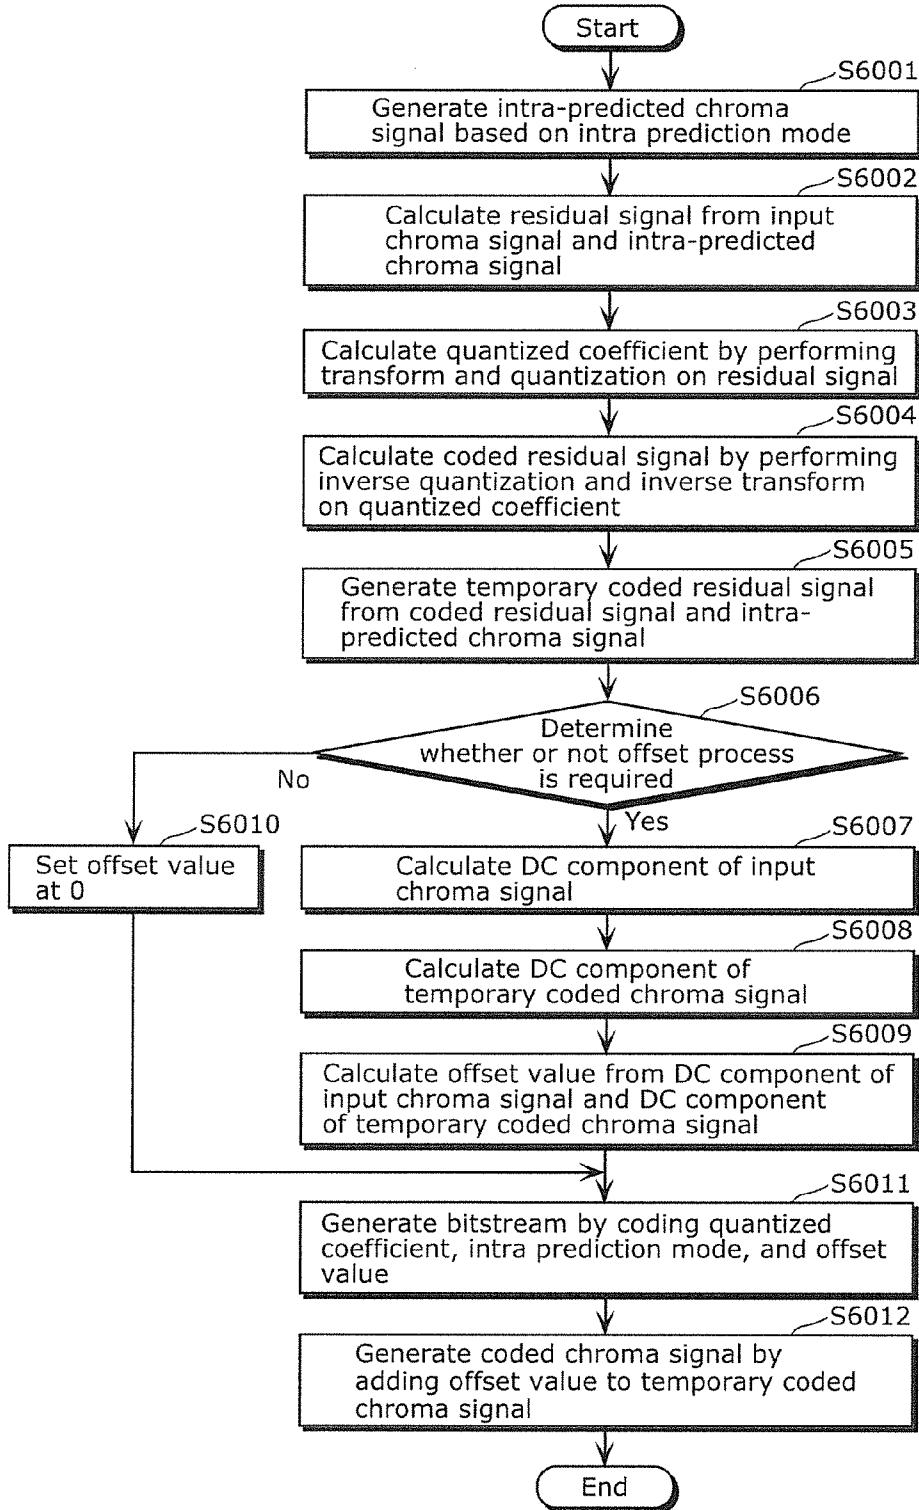 Start
S6001
Generate intra-predicted chroma
signal based on intra prediction mode
S6002
Calculate residual signal from input
chroma signal and intra-predicted
chroma signal
S6003
Calculate quantized coefficient by performing
transform and quantization on residual signal
S6004
Calculate coded residual signal by performing
inverse quantization and inverse transform
on quantized coefficient
S6005
Generate temporary coded residual signal
from coded residual signal and intra-
predicted chroma signal
S6006
Determine
whether or not offset process
is required
No
Yes
S6010
Set offset value
at 0
S6007
Calculate DC component of input
chroma signal
S6008
Calculate DC component of
temporary coded chroma signal
S6009
Calculate offset value from DC component of
input chroma signal and DC component
of temporary coded chroma signal
S6011
Generate bitstream by coding quantized
coefficient, intra prediction mode, and offset
value
S6012
Generate coded chroma signal by
adding offset value to temporary coded
chroma signal
End